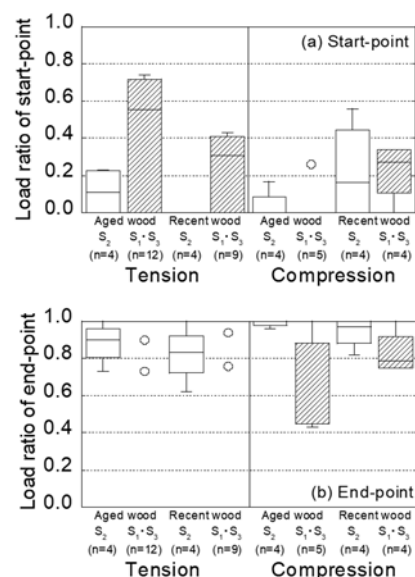 (a) Start-point
Load ratio of start-point
1.0
0.8
0.6
0.4
0.2
0.0
Aged wood Recent wood Aged wood Recent wood
S2 S1・S3 S2 S1・S3 S2 S1・S3 S2 S1・S3
(n=4) (n=12) (n=4) (n=9) (n=4) (n=5) (n=4) (n=4)
Tension Compression
Load ratio of end-point
1.0
0.8
0.6
0.4
0.2
0.0
(b) End-point
Aged wood Recent wood Aged wood Recent wood
S2 S1・S3 S2 S1・S3 S2 S1・S3 S2 S1・S3
(n=4) (n=12) (n=4) (n=9) (n=4) (n=5) (n=4) (n=4)
Tension Compression